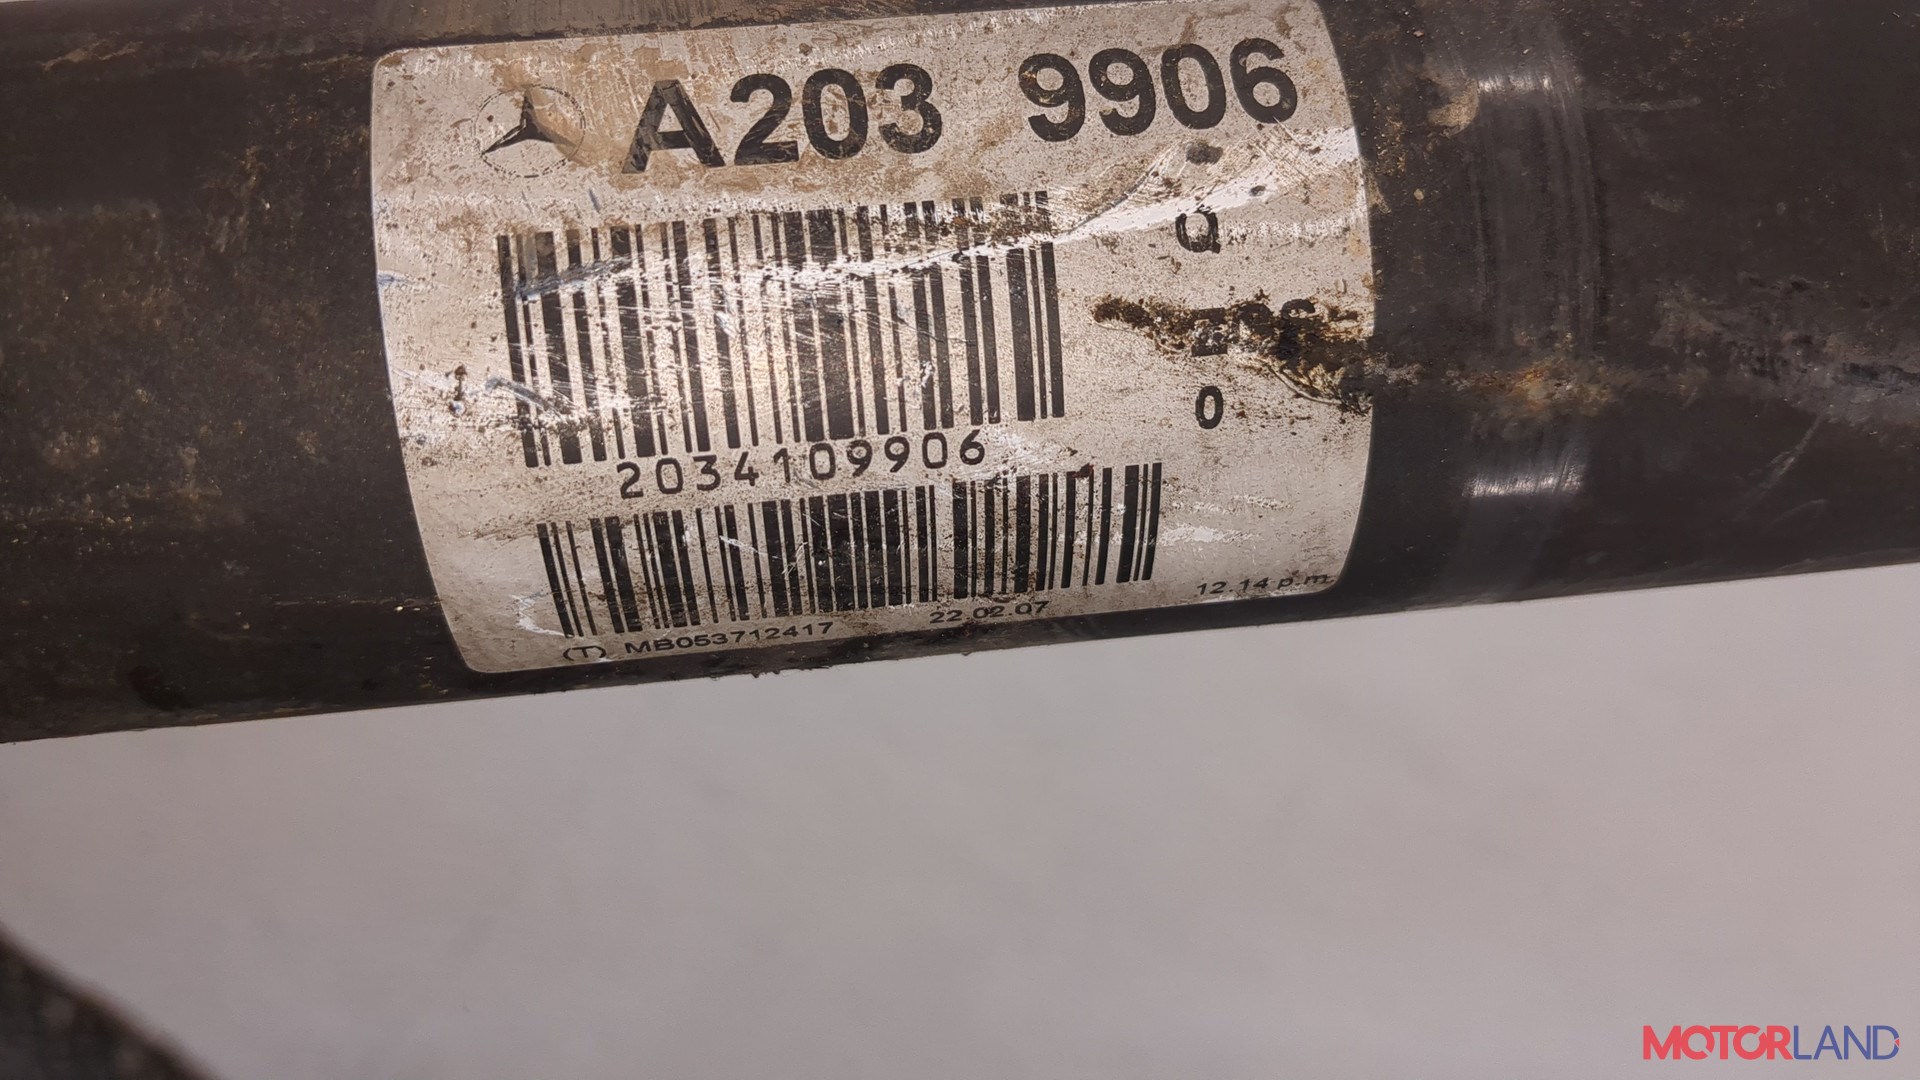 A203 9906
Q
0
2034109906
(T) MB053712417 22.02.07 12.14 p.m
MOTORLAND